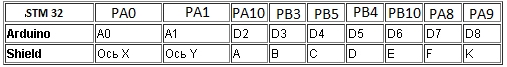 .STM 32 PA0 PA1 PA10 PB3 PB5 PB4 PB10 PA8 PA9
Arduino A0 A1 D2 D3 D4 D5 D6 D7 D8
Shield Ось X Ось Y A B C D E F K